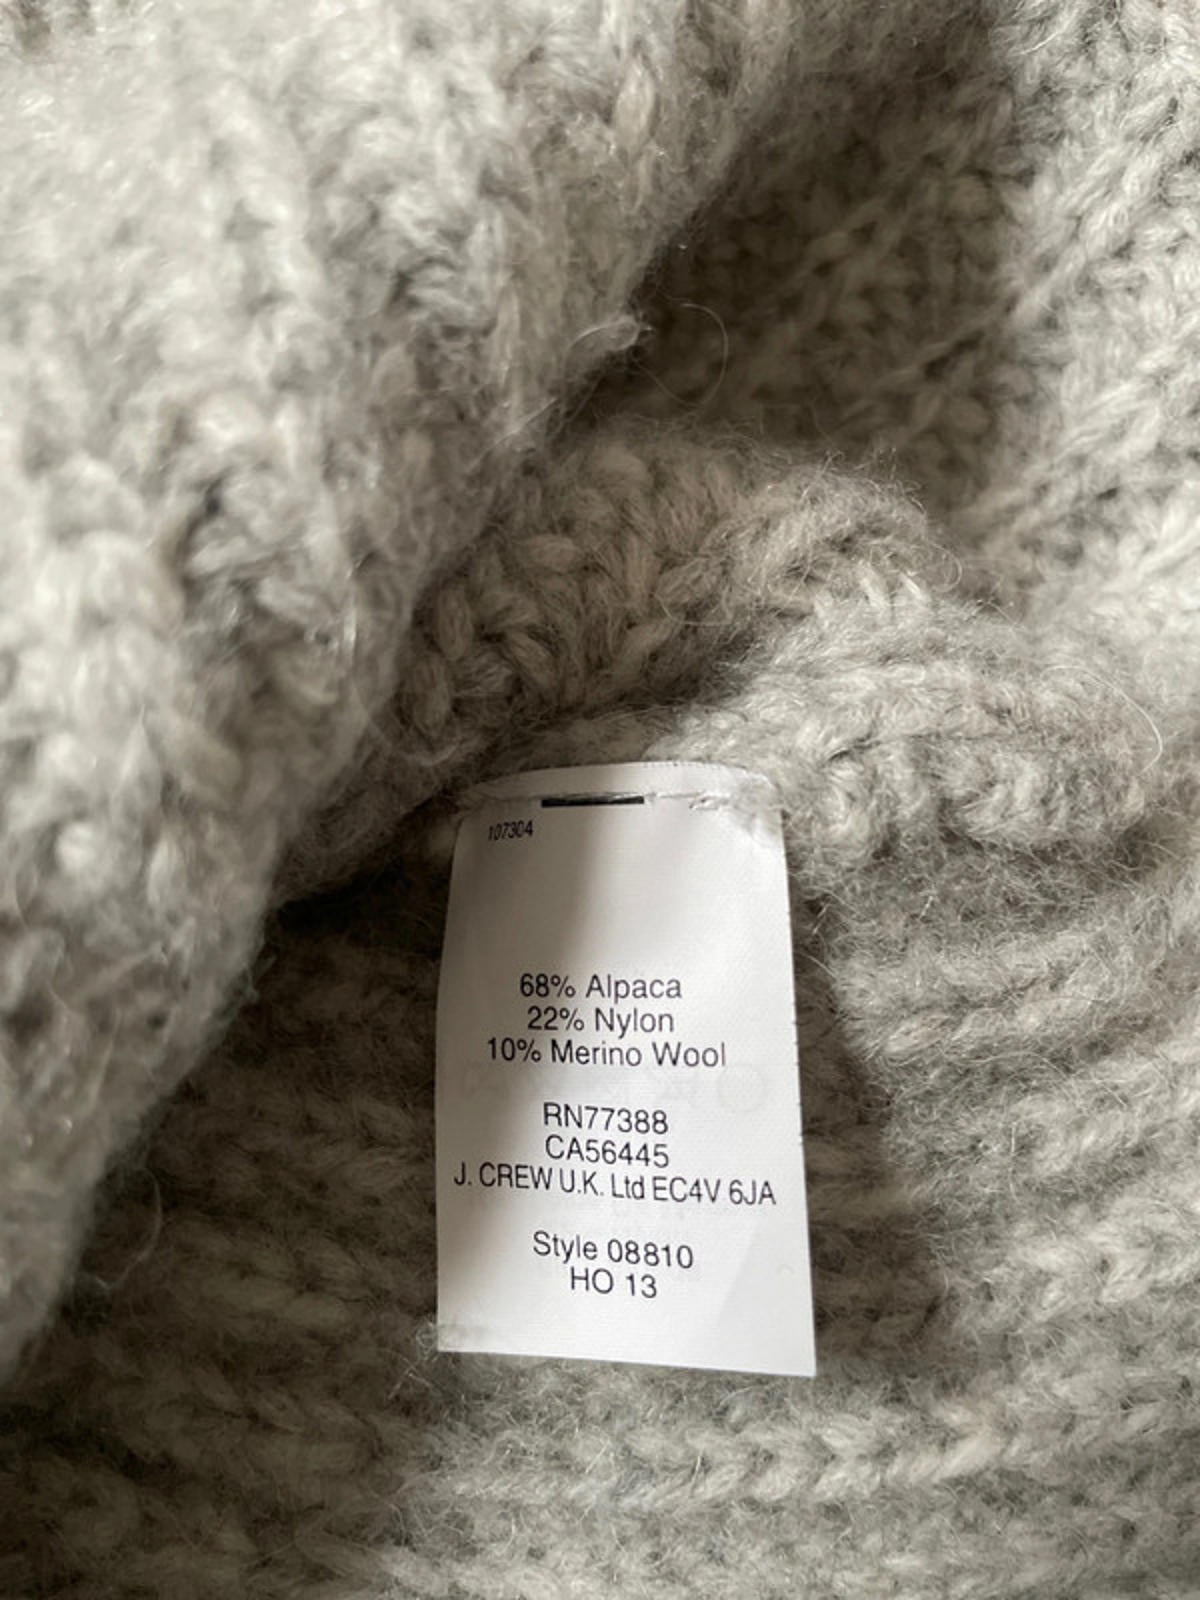 107304
68% Alpaca
22% Nylon
10% Merino Wool
RN77388
CA56445
J. CREW U.K. Ltd EC4V 6JA
Style 08810
HO 13